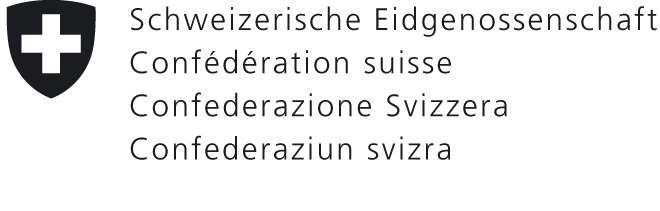 Schweizerische Eidgenossenschaft
Confédération suisse
Confederazione Svizzera
Confederaziun svizra